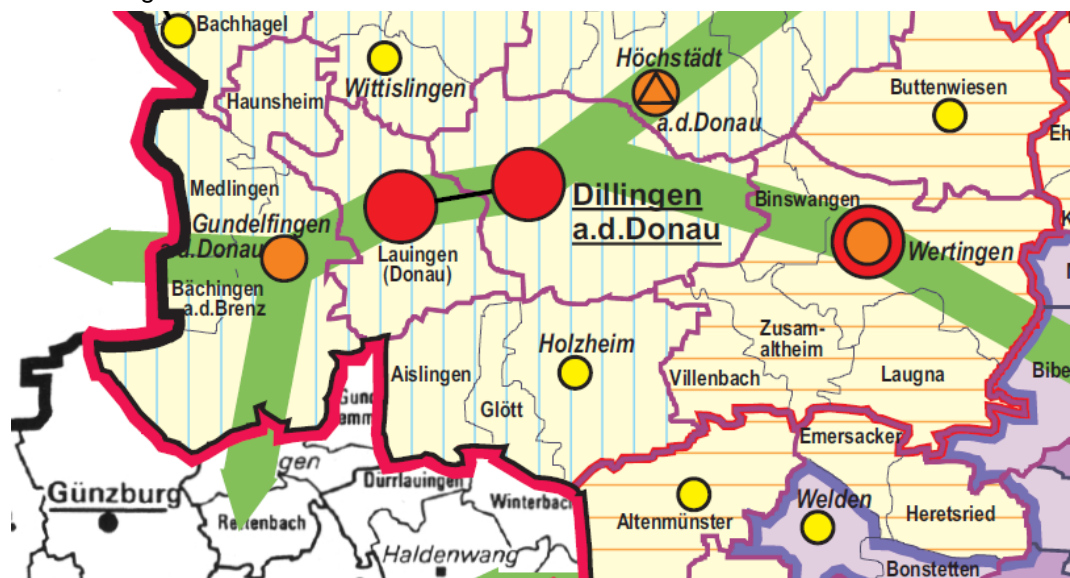 Bachhagel
Höchstädt
a.d.Donau
Wittislingen
Haunsheim
Buttenwiesen
Medlingen
Gundelfingen
a.d.Donau
Dillingen
a.d.Donau
Binswangen
Wertingen
Lauingen
(Donau)
Bächingen
a.d.Brenz
Holzheim
Zusam-
altheim
Aislingen
Villenbach
Laugna
Glött
Emersacker
Günzburg
Dürrlauingen
Winterbach
Rettenbach
Altenmünster
Welden
Heretsried
Haldenwang
Bonstetten